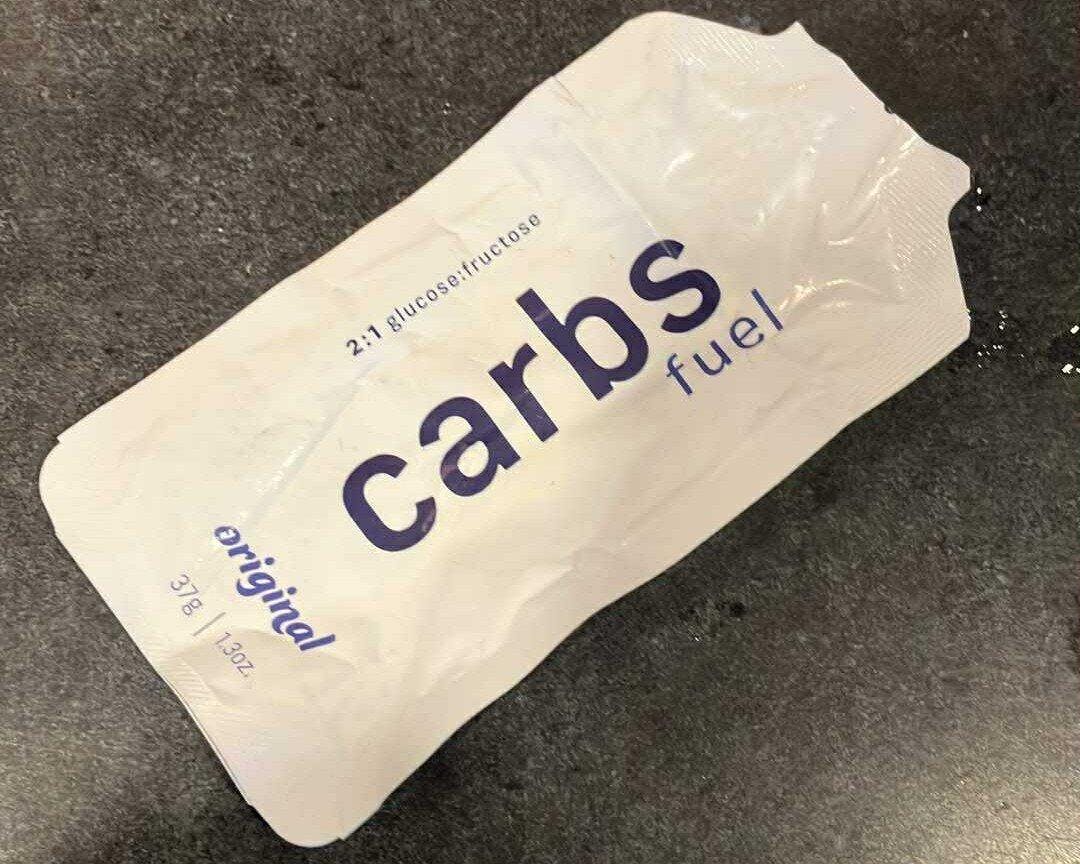 2:1 glucose:fructose
carbs
fuel
original
37g | 1.3oz.